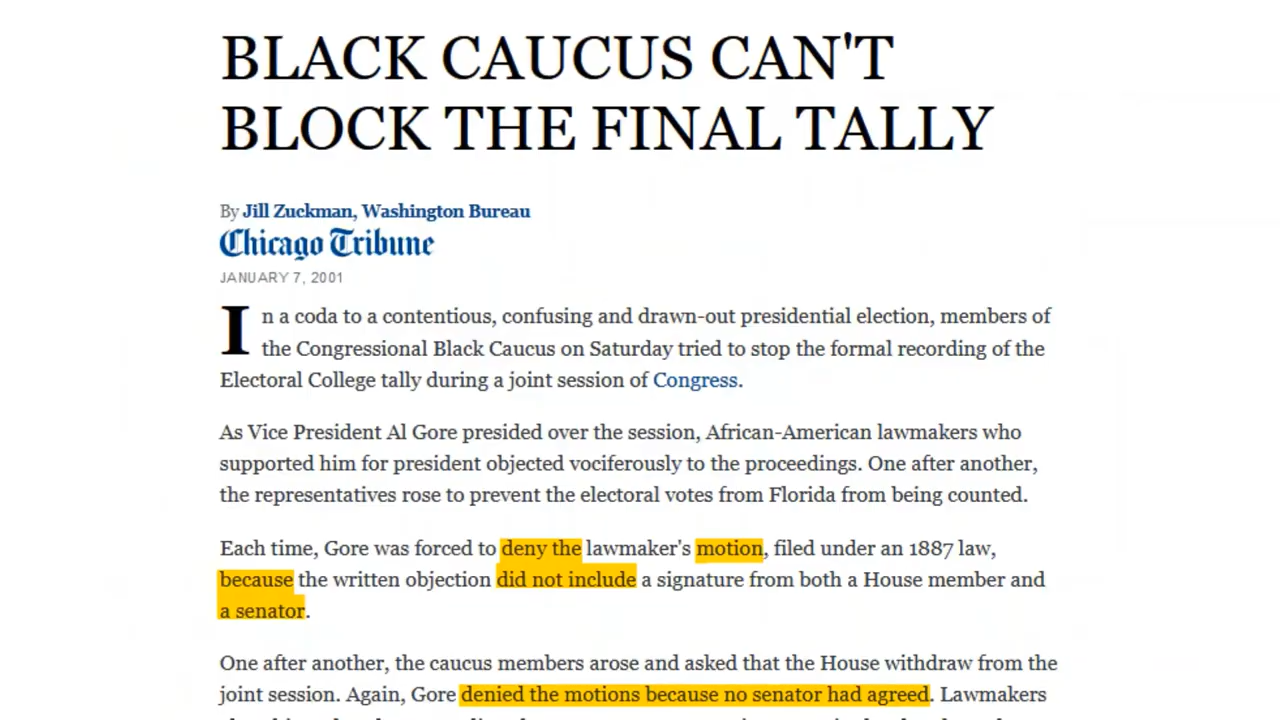 BLACK CAUCUS CAN'T
BLOCK THE FINAL TALLY
By Jill Zuckman, Washington Bureau
Chicago Tribune
JANUARY 7, 2001
In a coda to a contentious, confusing and drawn-out presidential election, members of
the Congressional Black Caucus on Saturday tried to stop the formal recording of the
Electoral College tally during a joint session of Congress.
As Vice President Al Gore presided over the session, African-American lawmakers who
supported him for president objected vociferously to the proceedings. One after another,
the representatives rose to prevent the electoral votes from Florida from being counted.
Each time, Gore was forced to deny the lawmaker's motion, filed under an 1887 law,
because the written objection did not include a signature from both a House member and
a senator.
One after another, the caucus members arose and asked that the House withdraw from the
joint session. Again, Gore denied the motions because no senator had agreed. Lawmakers